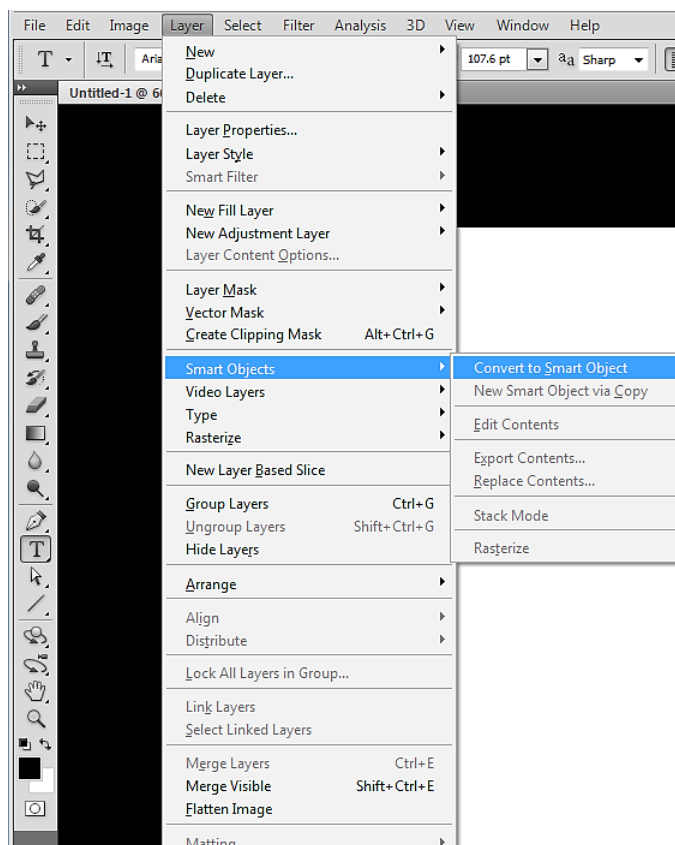 File Edit Image Layer Select Filter Analysis 3D View Window Help
T Aria 107.6 pt aa Sharp
Untitled-1 @ 66
New
Duplicate Layer...
Delete
Layer Properties...
Layer Style
Smart Filter
New Fill Layer
New Adjustment Layer
Layer Content Options...
Layer Mask
Vector Mask
Create Clipping Mask Alt+Ctrl+G
Smart Objects
Convert to Smart Object
Video Layers
New Smart Object via Copy
Type
Edit Contents
Rasterize
Export Contents...
New Layer Based Slice
Replace Contents...
Group Layers Ctrl+G
Stack Mode
Ungroup Layers Shift+Ctrl+G
Hide Layers
Rasterize
T
Arrange
Align
Distribute
Lock All Layers in Group...
Link Layers
Select Linked Layers
Merge Layers Ctrl+E
Merge Visible Shift+Ctrl+E
Flatten Image
Matting